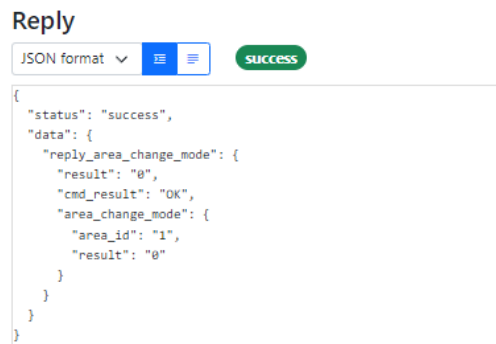 Reply
JSON format
success
{
  "status": "success",
  "data": {
    "reply_area_change_mode": {
      "result": "0",
      "cmd_result": "OK",
      "area_change_mode": {
        "area_id": "1",
        "result": "0"
      }
    }
  }
}